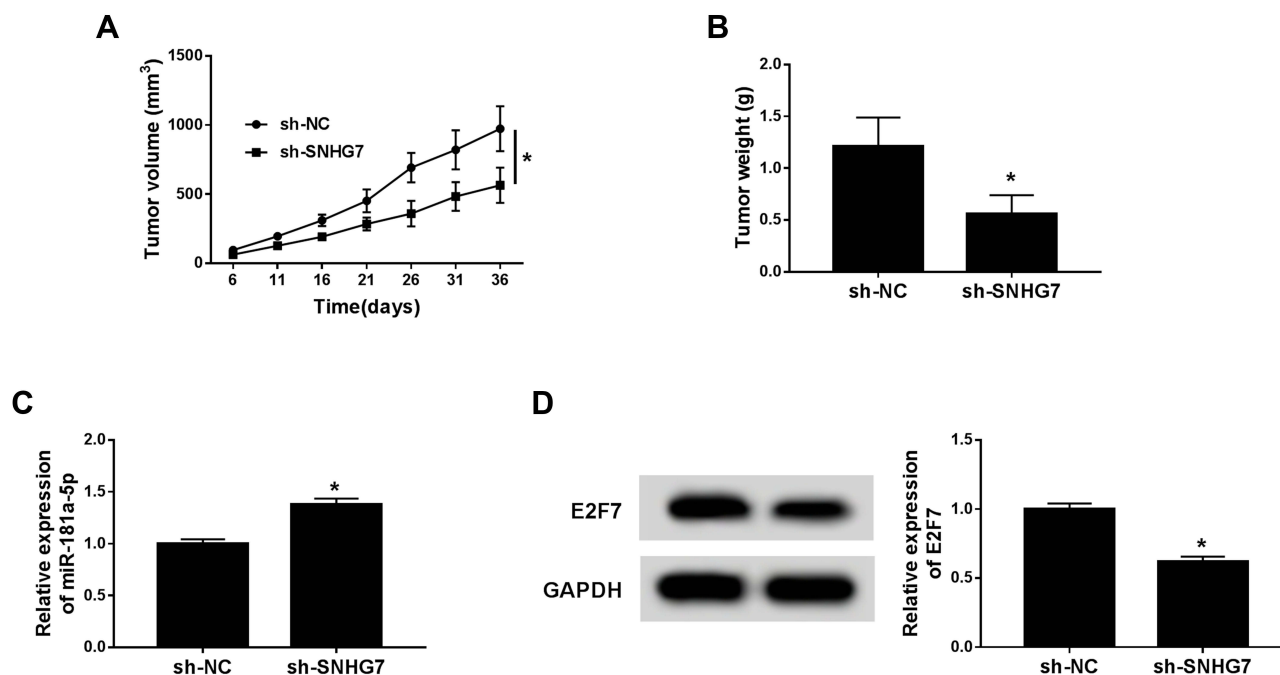 A
Tumor volume (mm3)
1500
1000
500
0
sh-NC
sh-SNHG7
*
6 11 16 21 26 31 36
Time(days)
B
Tumor weight (g)
2.0
1.5
1.0
0.5
0.0
*
sh-NC sh-SNHG7
C
Relative expression
of miR-181a-5p
2.0
1.5
1.0
0.5
0.0
*
sh-NC sh-SNHG7
D
E2F7
GAPDH
Relative expression
of E2F7
1.5
1.0
0.5
0.0
*
sh-NC sh-SNHG7